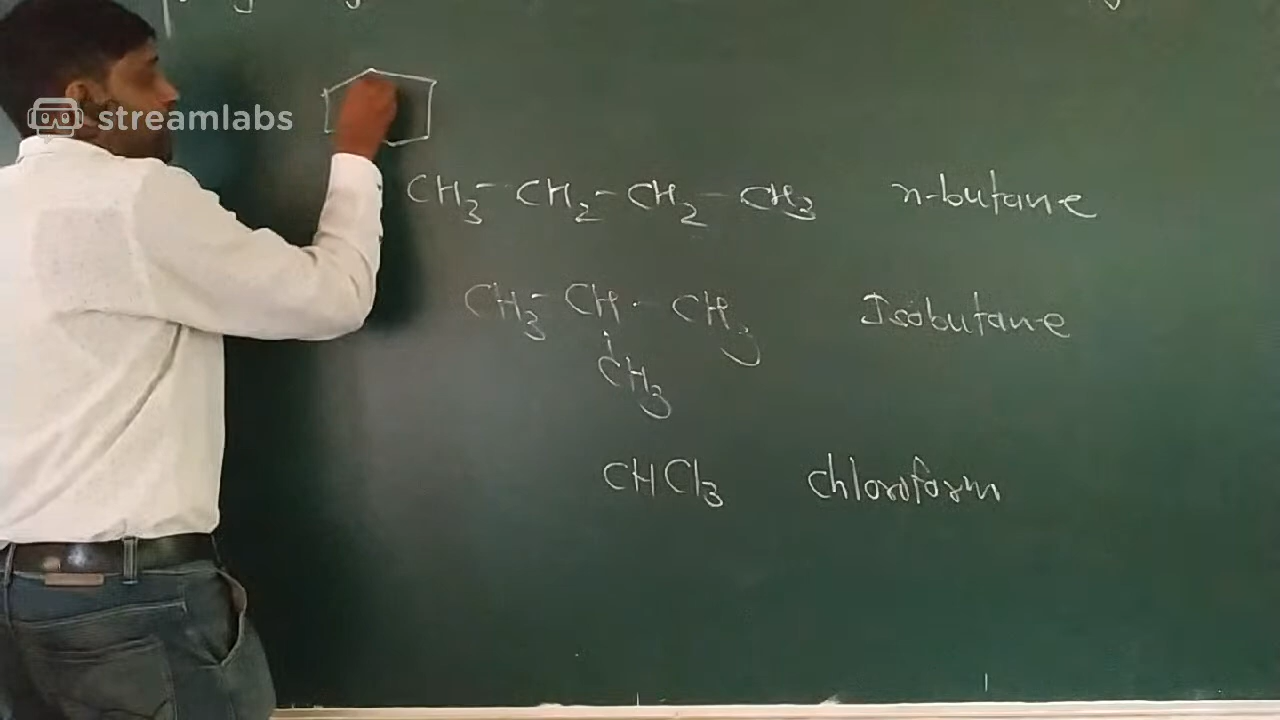 streamlabs
CH3 - CH2 - CH2 - CH3 n-butane
CH3 - CH - CH3 Isobutane
CH3
CHCl3 chloroform